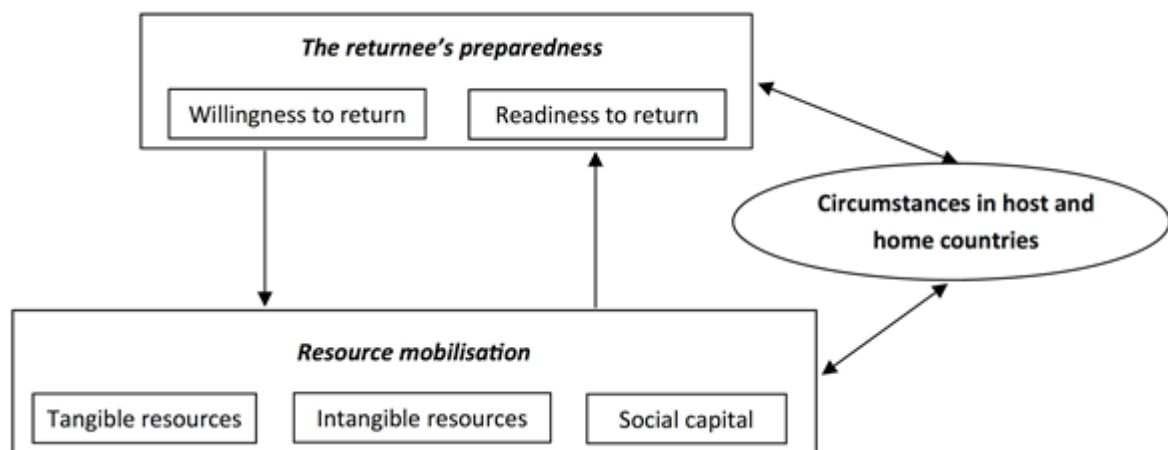 The returnee’s preparedness
Willingness to return
Readiness to return
Circumstances in host and
home countries
Resource mobilisation
Tangible resources
Intangible resources
Social capital